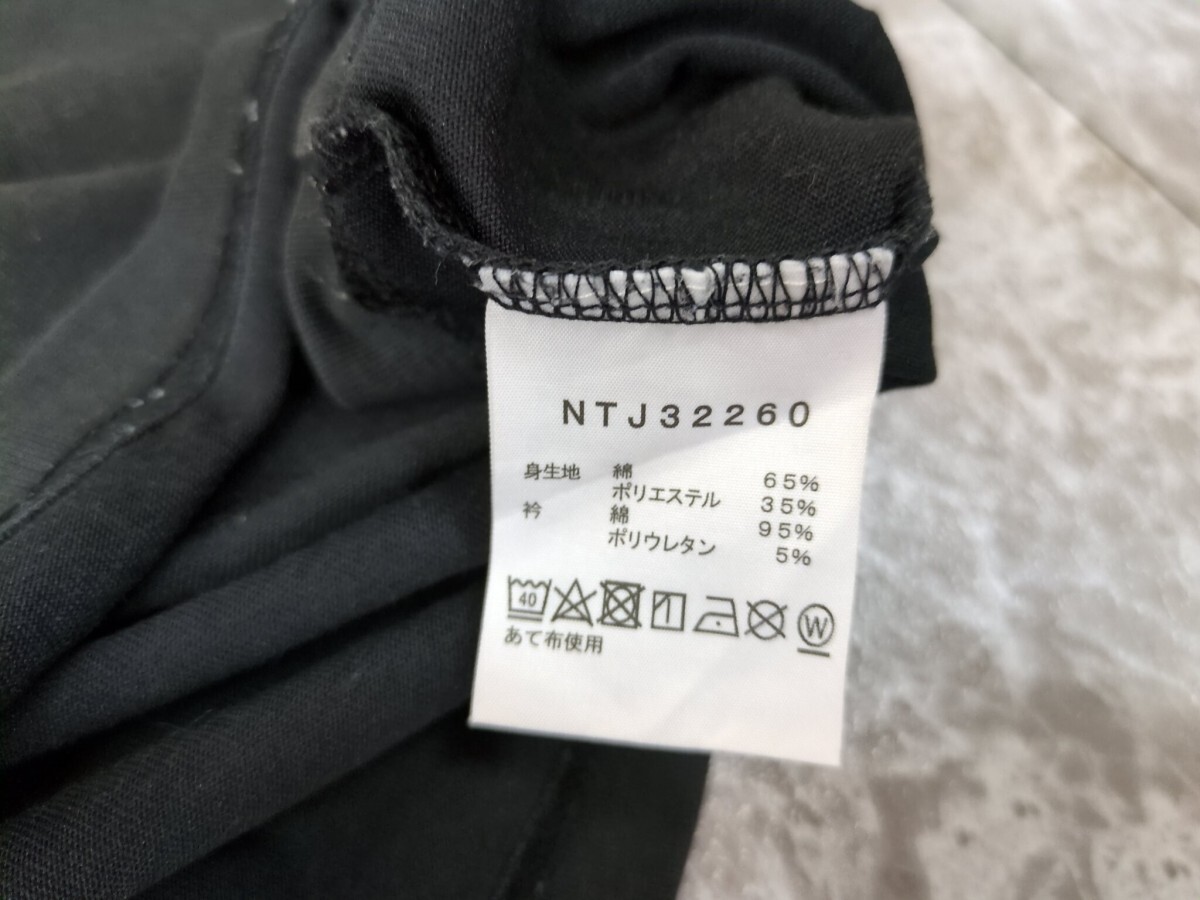 NTJ32260
身生地 綿 65%
ポリエステル 35%
衿 綿 95%
ポリウレタン 5%
40 W
あて布使用